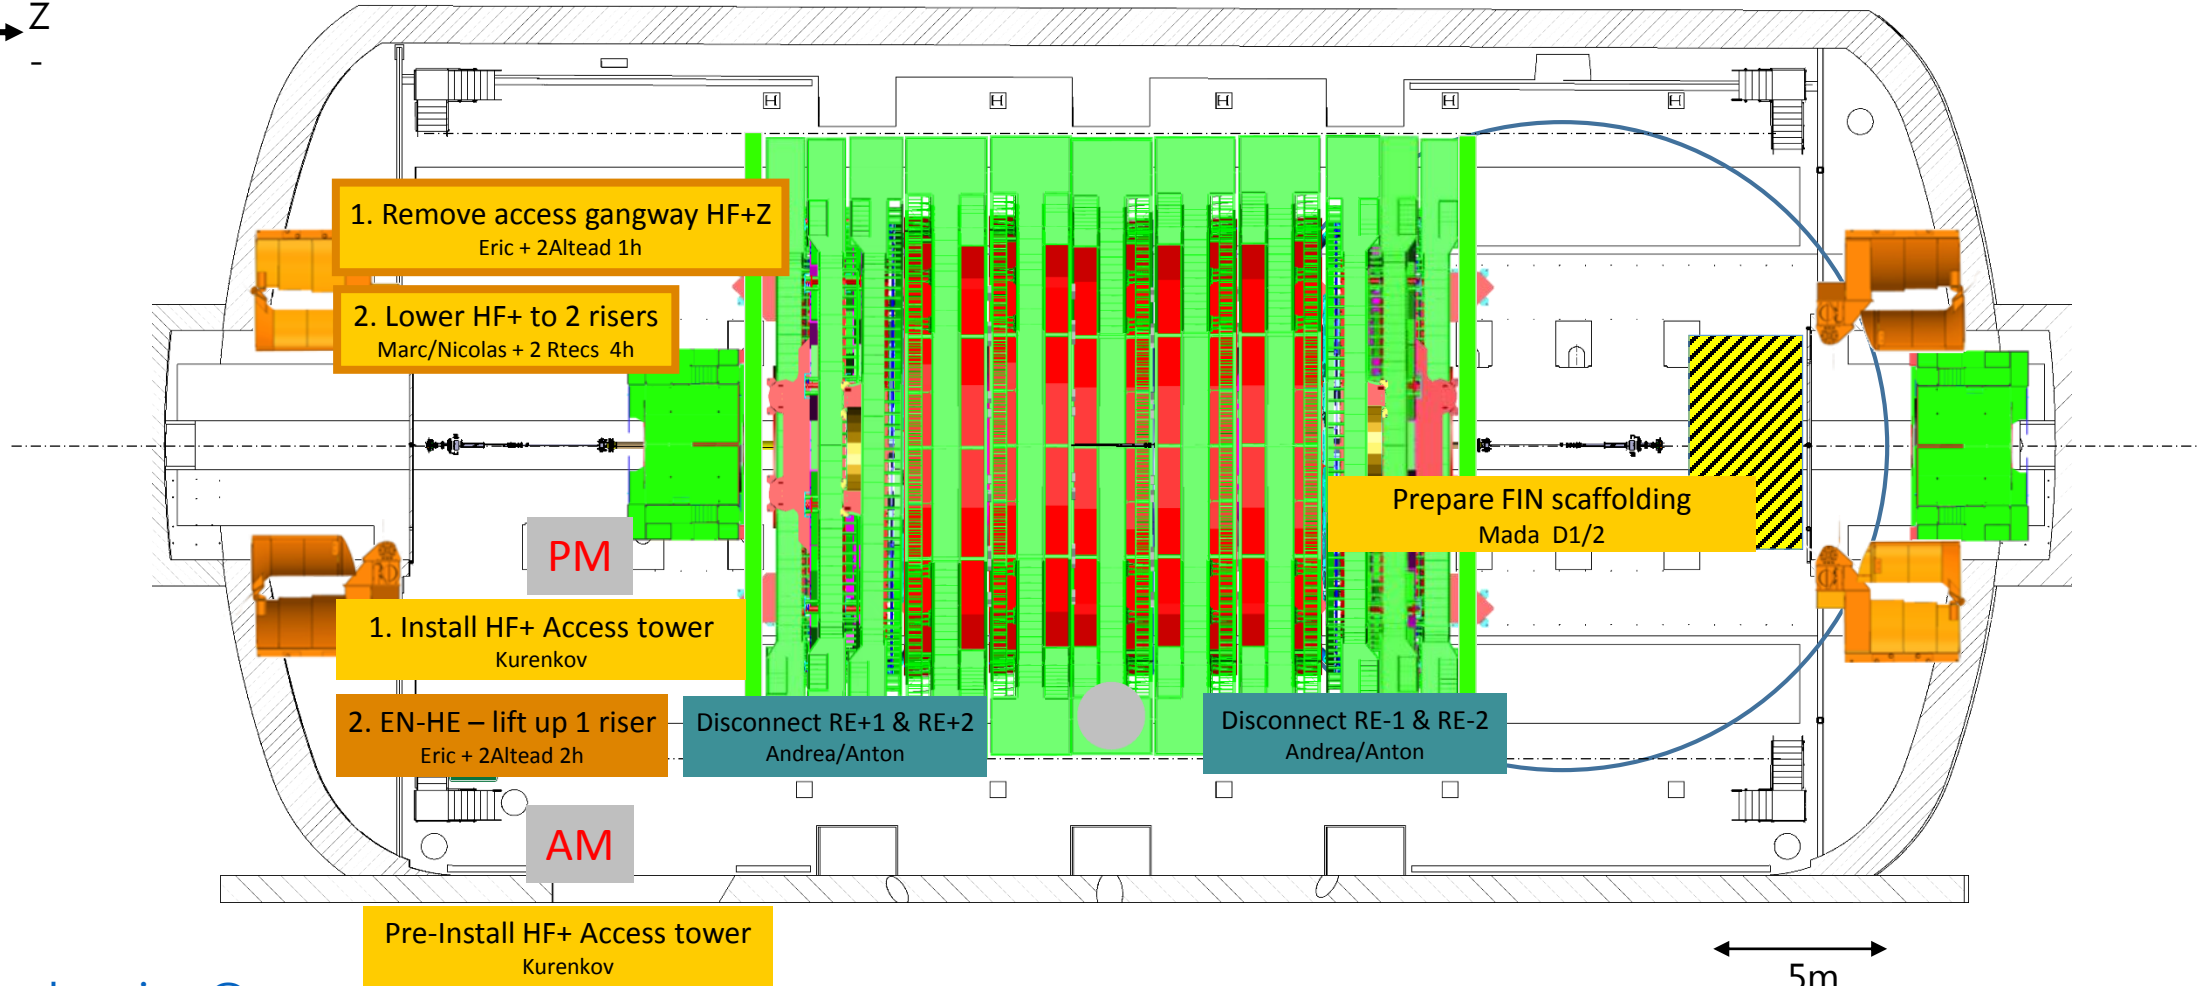 Z
-
1. Remove access gangway HF+Z
Eric + 2Altead 1h
2. Lower HF+ to 2 risers
Marc/Nicolas + 2 Rtecs 4h
Prepare FIN scaffolding
Mada D1/2
PM
1. Install HF+ Access tower
Kurenkov
2. EN-HE – lift up 1 riser
Eric + 2Altead 2h
Disconnect RE+1 & RE+2
Andrea/Anton
Disconnect RE-1 & RE-2
Andrea/Anton
AM
Pre-Install HF+ Access tower
Kurenkov
5m